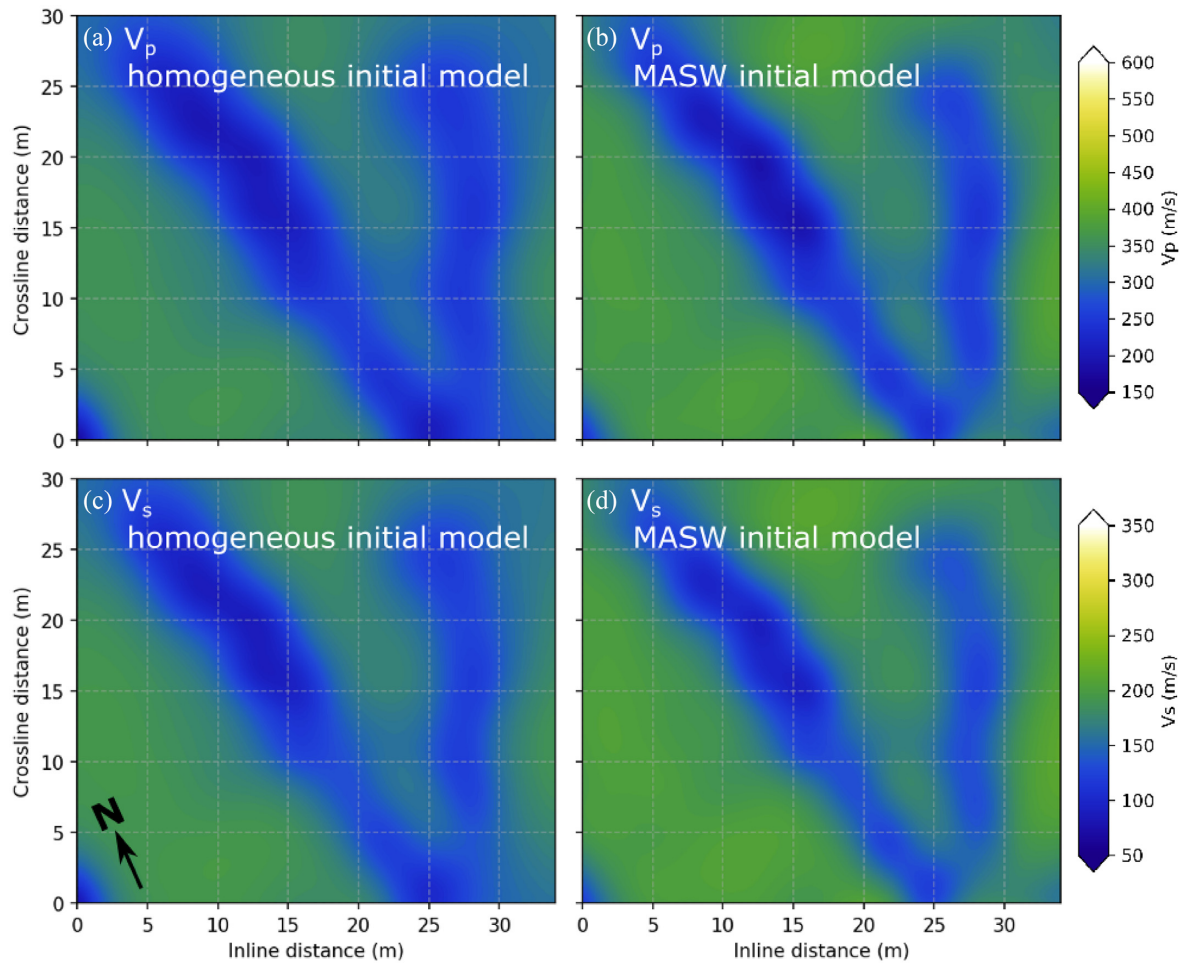 (a) Vp
homogeneous initial model
(b) Vp
MASW initial model
30
25
20
15
10
5
0
Crossline distance (m)
600
550
500
450
400
350
300
250
200
150
Vp (m/s)
(c) Vs
homogeneous initial model
(d) Vs
MASW initial model
30
25
20
15
10
5
0
Crossline distance (m)
N
350
300
250
200
150
100
50
Vs (m/s)
0 5 10 15 20 25 30
0 5 10 15 20 25 30
Inline distance (m)
Inline distance (m)